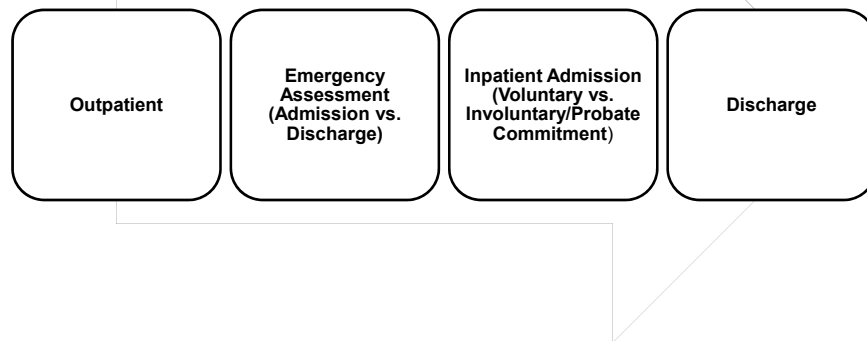 Outpatient
Emergency
Assessment
(Admission vs.
Discharge)
Inpatient Admission
(Voluntary vs.
Involuntary/Probate
Commitment)
Discharge